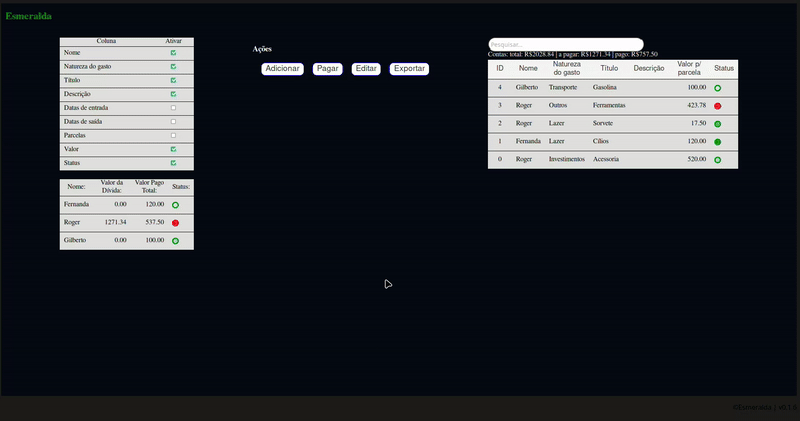 Esmeralda
Coluna Ativar
Nome
Natureza do gasto
Título
Descrição
Datas de entrada
Datas de saída
Parcelas
Valor
Status
Nome: Valor da Dívida: Valor Pago Total: Status:
Fernanda 0.00 120.00
Roger 1271.34 537.50
Gilberto 0.00 100.00
Ações
Adicionar Pagar Editar Exportar
Pesquisar...
Contas: total: R$2028.84 | a pagar: R$1271.34 | pago: R$757.50
ID Nome Natureza do gasto Título Descrição Valor p/ parcela Status
4 Gilberto Transporte Gasolina 100.00
3 Roger Outros Ferramentas 423.78
2 Roger Lazer Sorvete 17.50
1 Fernanda Lazer Cílios 120.00
0 Roger Investimentos Acessoria 520.00